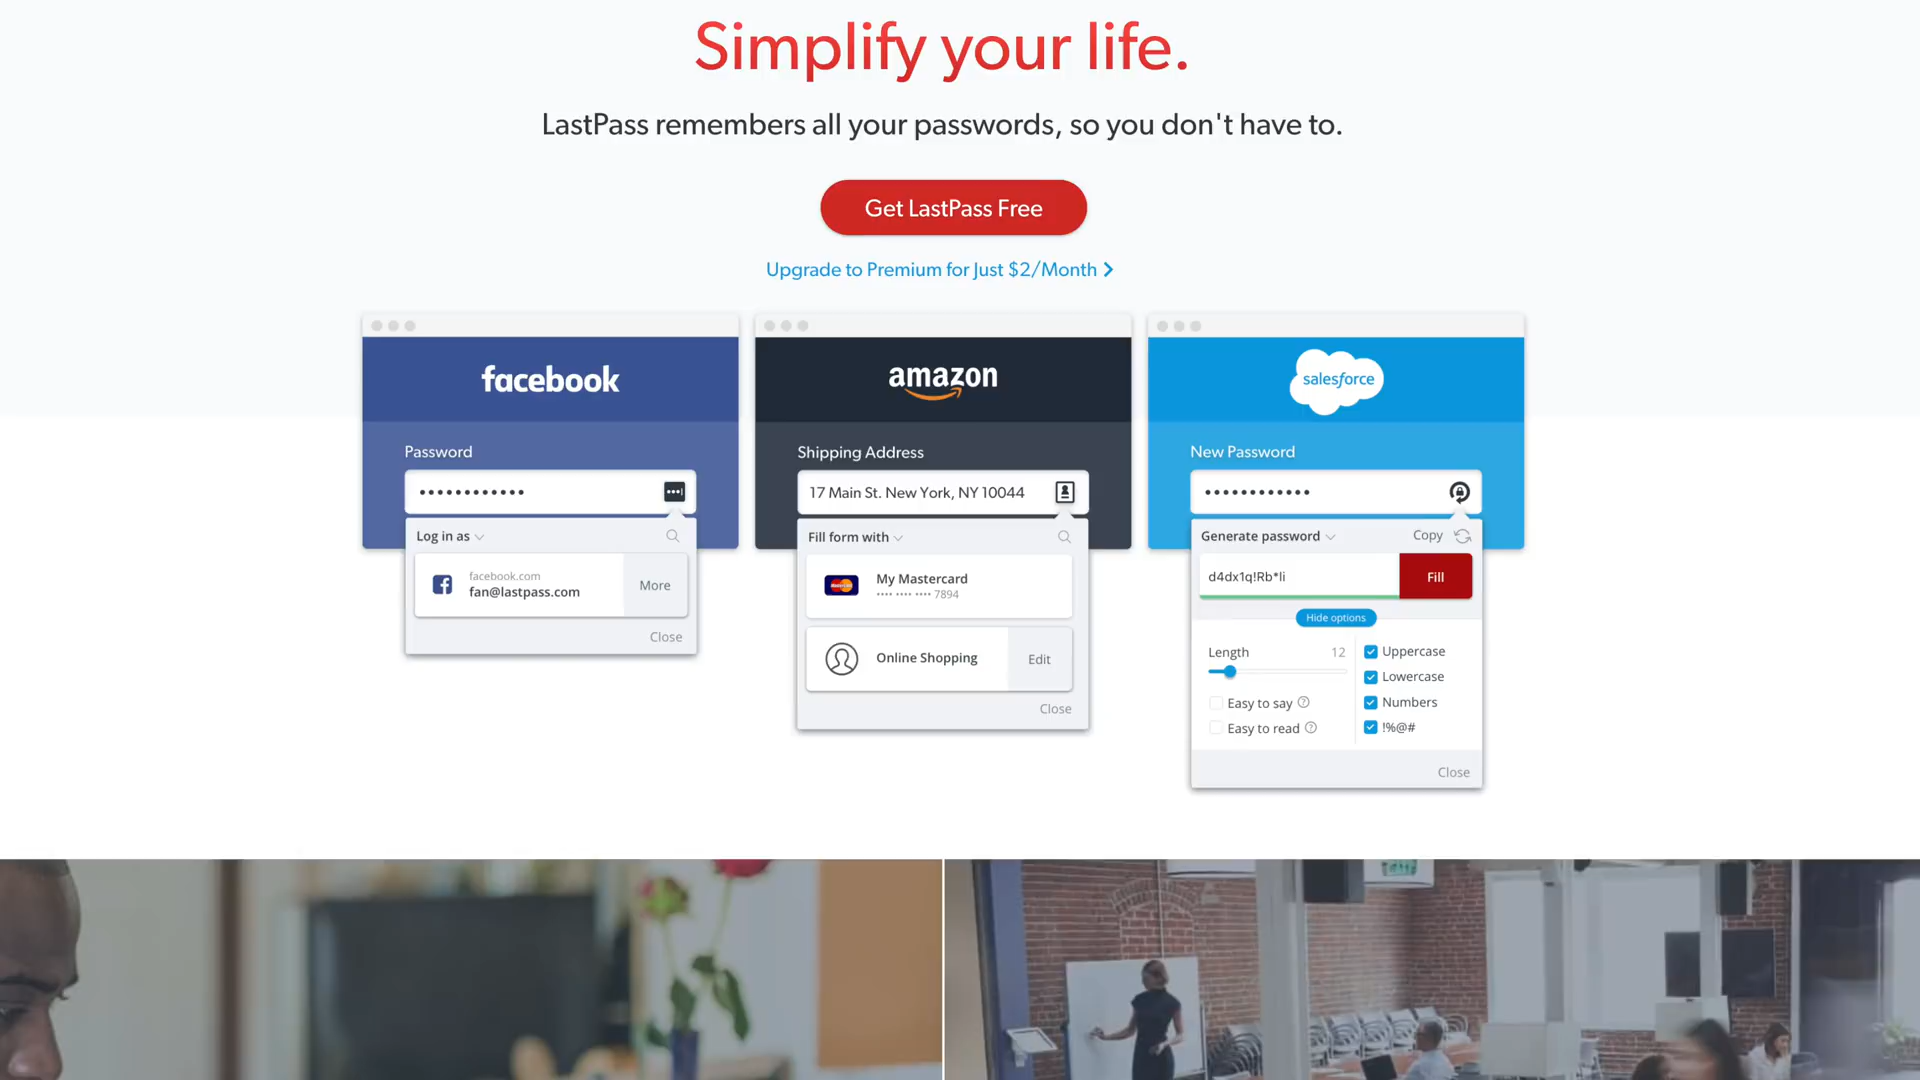 Simplify your life.
LastPass remembers all your passwords, so you don't have to.
Get LastPass Free
Upgrade to Premium for Just $2/Month
facebook
Password
Log in as
facebook.com
fan@lastpass.com
More
Close
amazon
Shipping Address
17 Main St. New York, NY 10044
Fill form with
My Mastercard
•••• •••• •••• 7894
Online Shopping
Edit
Close
salesforce
New Password
Generate password
Copy
d4dx1q!Rb*li
Fill
Hide options
Length 12
Easy to say
Easy to read
Uppercase
Lowercase
Numbers
!%@#
Close